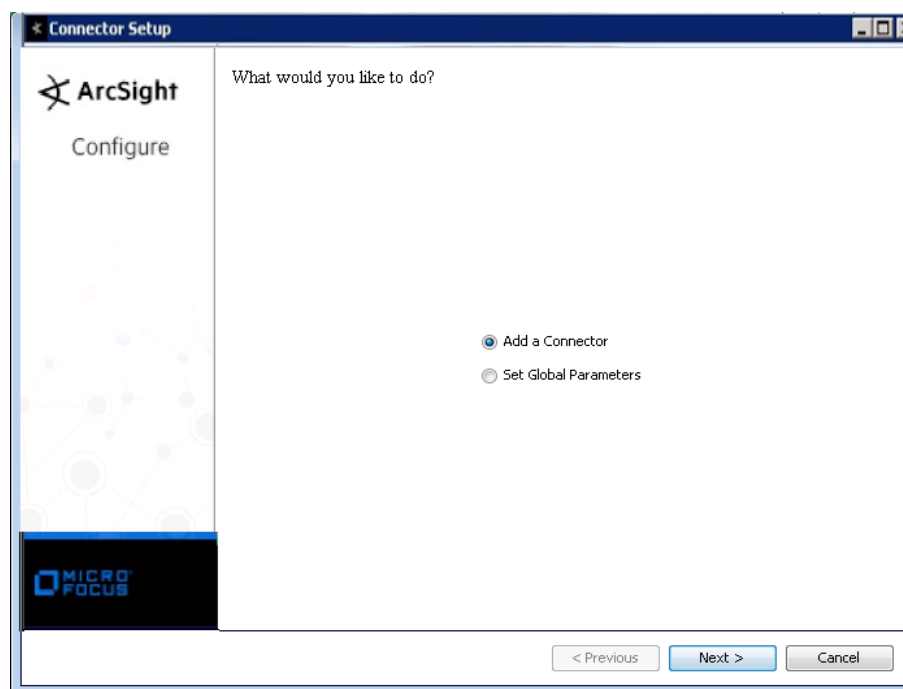 Connector Setup
ArcSight
Configure
What would you like to do?
Add a Connector
Set Global Parameters
MICRO
FOCUS
< Previous
Next >
Cancel